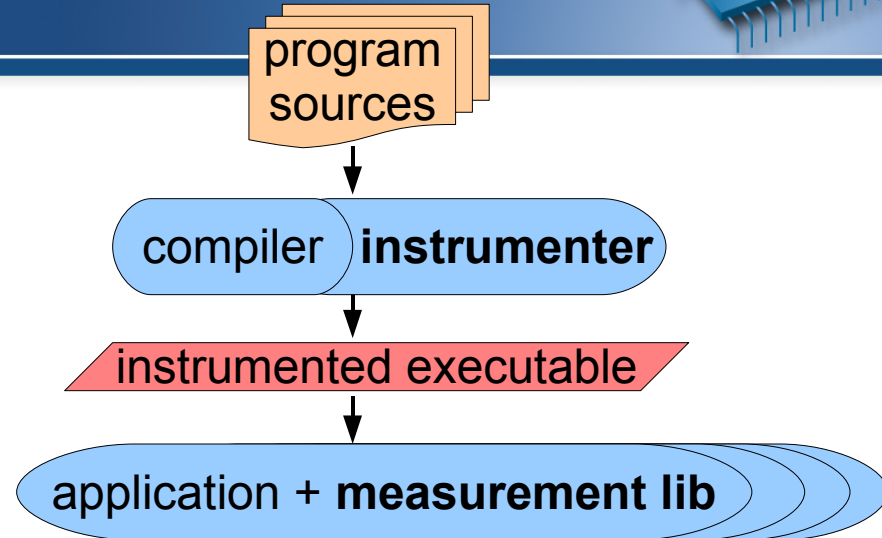 program
sources
compiler instrumenter
instrumented executable
application + measurement lib